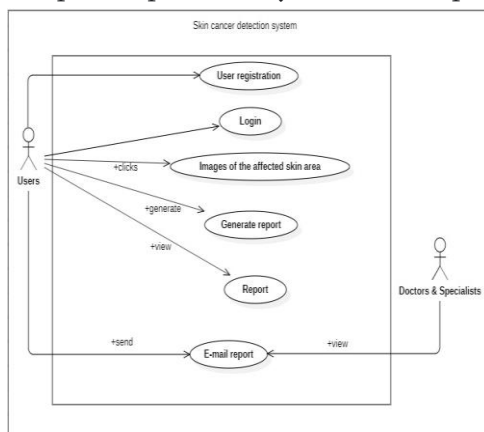 Skin cancer detection system
User registration
Login
+clicks
Images of the affected skin area
Users
+generate
Generate report
+view
Report
Doctors & Specialists
+send
E-mail report
+view